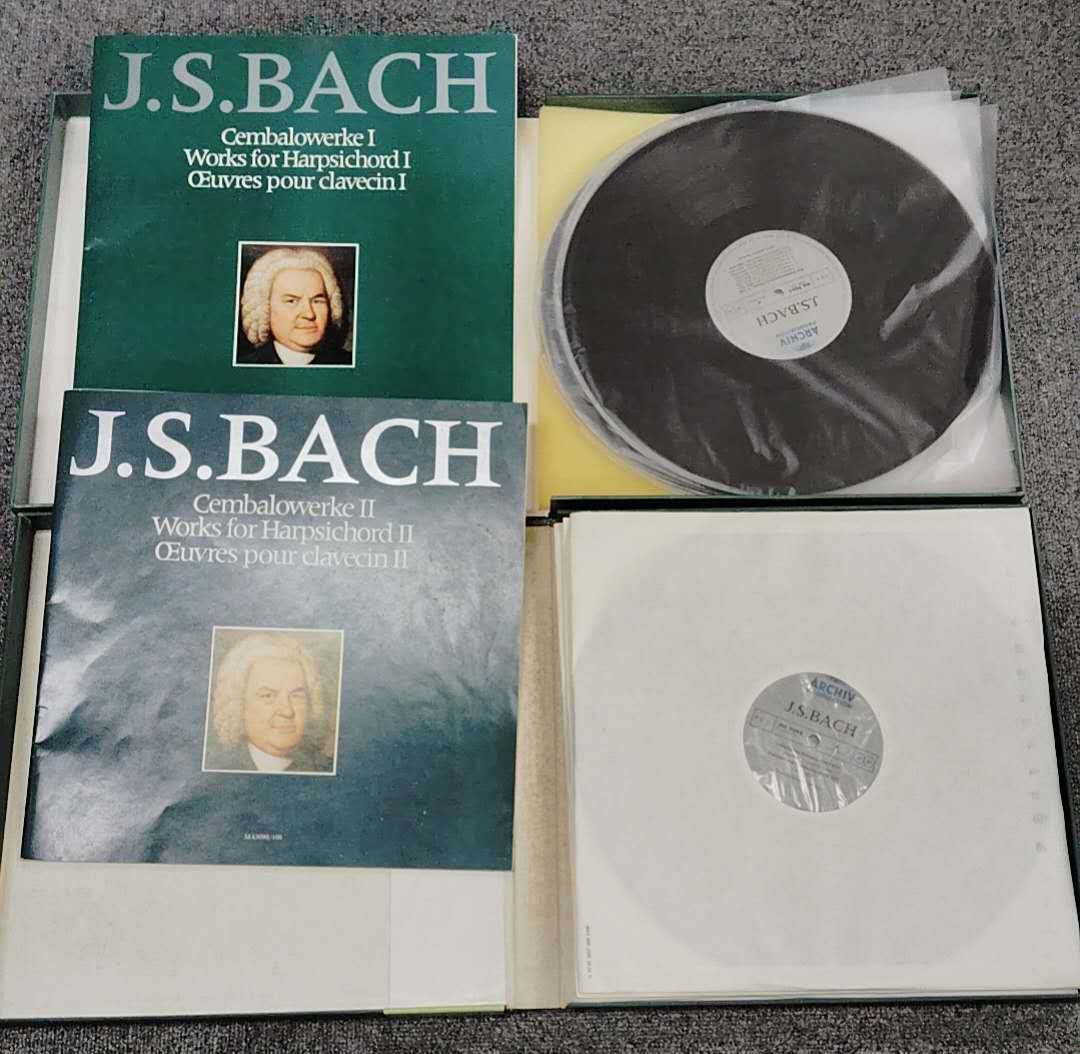 J.S.BACH
Cembalowerke I
Works for Harpsichord I
Œuvres pour clavecin I
J.S.BACH
ARCHIV
J.S.BACH
Cembalowerke II
Works for Harpsichord II
Œuvres pour clavecin II
ARCHIV
J.S.BACH